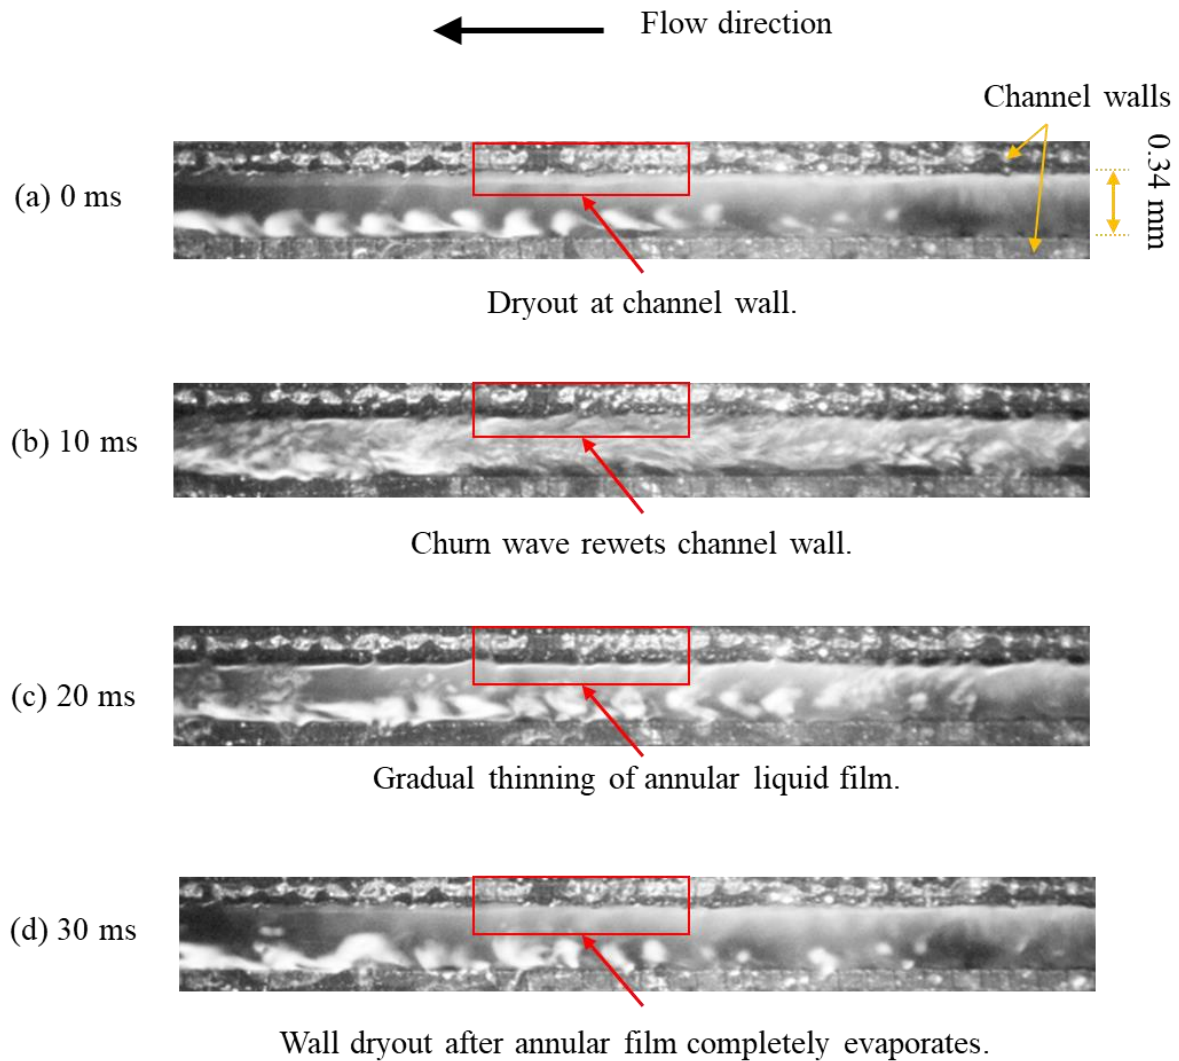 Flow direction
Channel walls
0.34 mm
(a) 0 ms
Dryout at channel wall.
(b) 10 ms
Churn wave rewets channel wall.
(c) 20 ms
Gradual thinning of annular liquid film.
(d) 30 ms
Wall dryout after annular film completely evaporates.